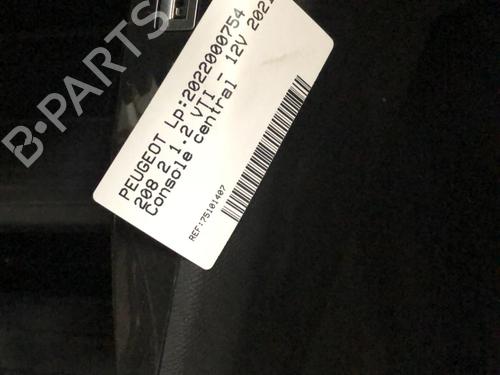 B-PARTS
PEUGEOT LP:2022000754
208 2 1.2 VTI - 12V 2021
Console central
REF:75101407